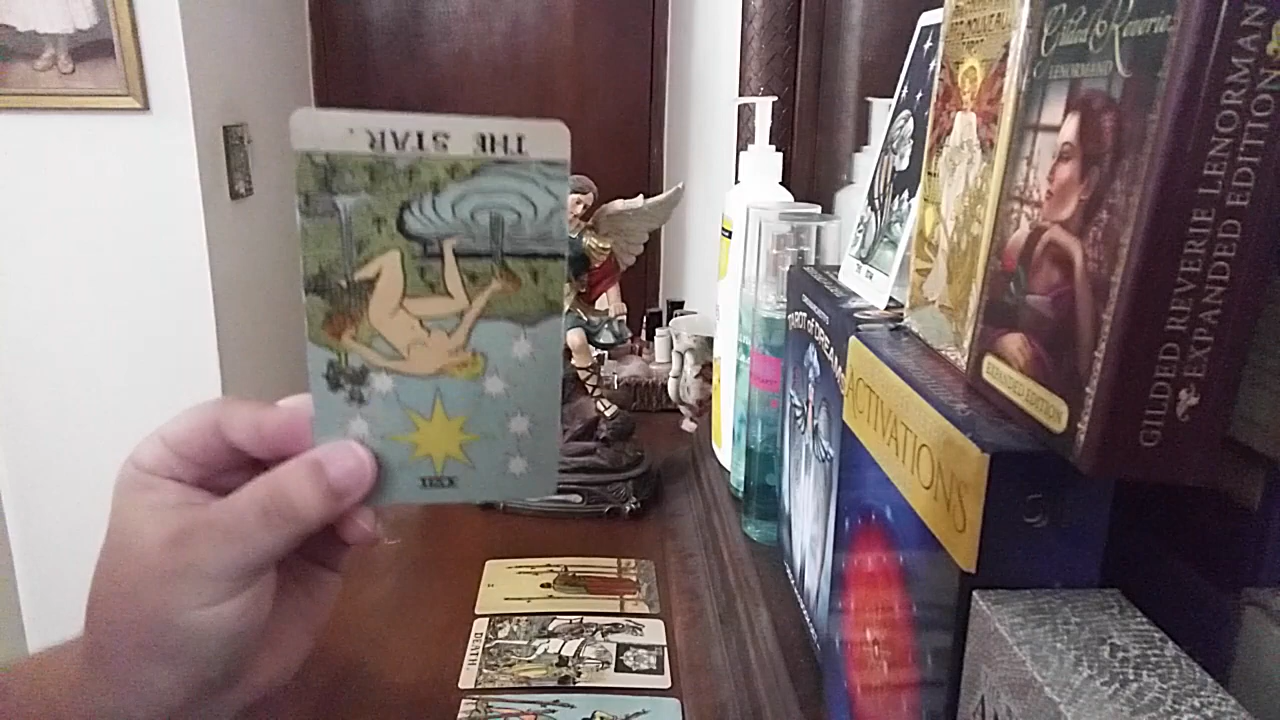 THE STAR.
XVII
DEATH.
TAROT of DREAMS
ACTIVATIONS
Gilded Reverie
LENORMAND
EXPANDED EDITION
GILDED REVERIE LENORMAND
EXPANDED EDITION